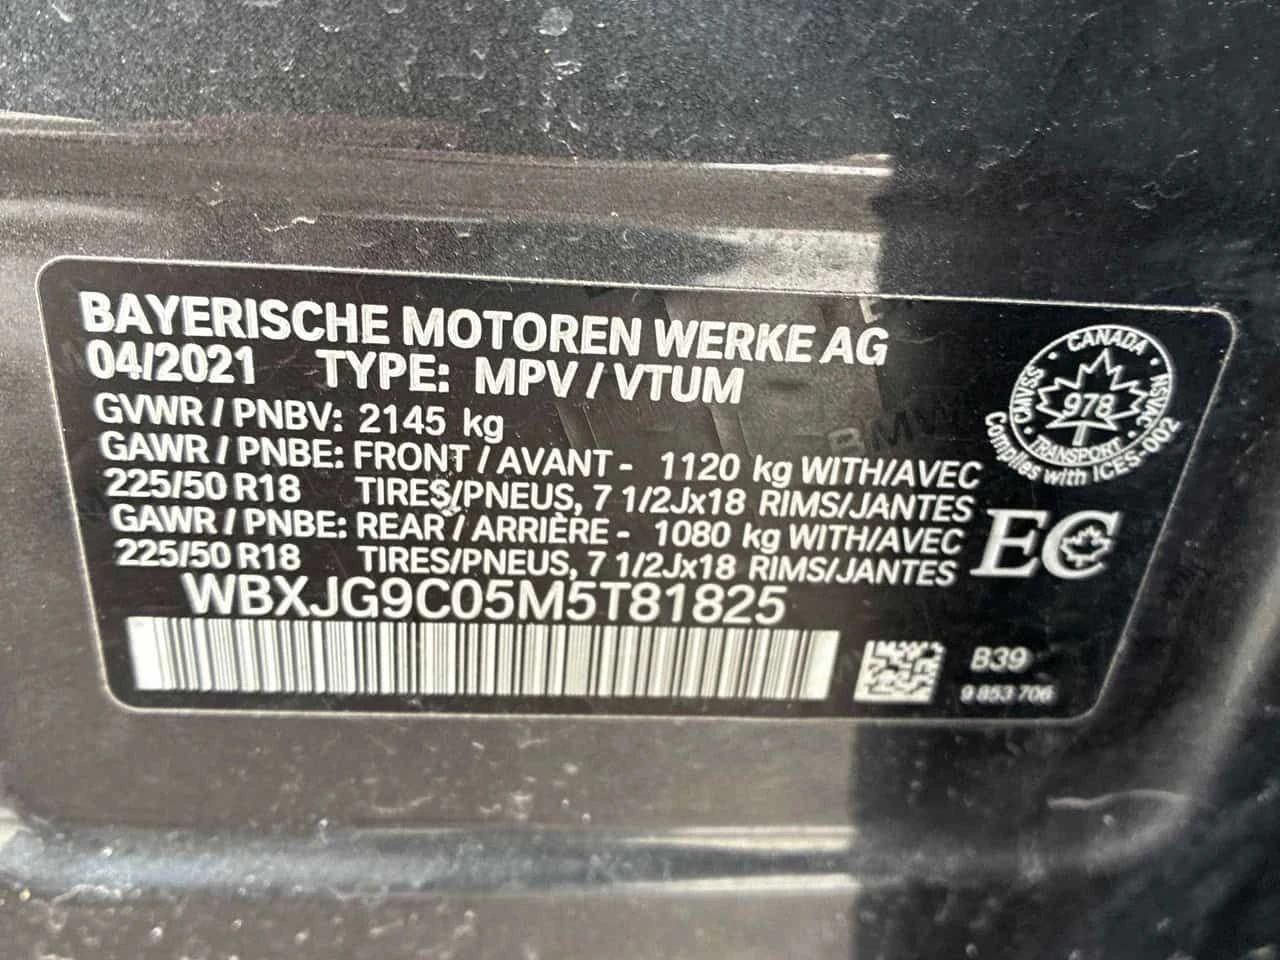 BAYERISCHE MOTOREN WERKE AG
04/2021 TYPE: MPV / VTUM
GVWR / PNBV: 2145 kg
GAWR / PNBE: FRONT / AVANT - 1120 kg WITH/AVEC
225/50 R18 TIRES/PNEUS, 7 1/2Jx18 RIMS/JANTES
GAWR / PNBE: REAR / ARRIÈRE - 1080 kg WITH/AVEC
225/50 R18 TIRES/PNEUS, 7 1/2Jx18 RIMS/JANTES
WBXJG9C05M5T81825
CANADA
CMVSS
978
NSVAC
TRANSPORT
Complies with ICES-002
EC
B39
9 853 706
BMW